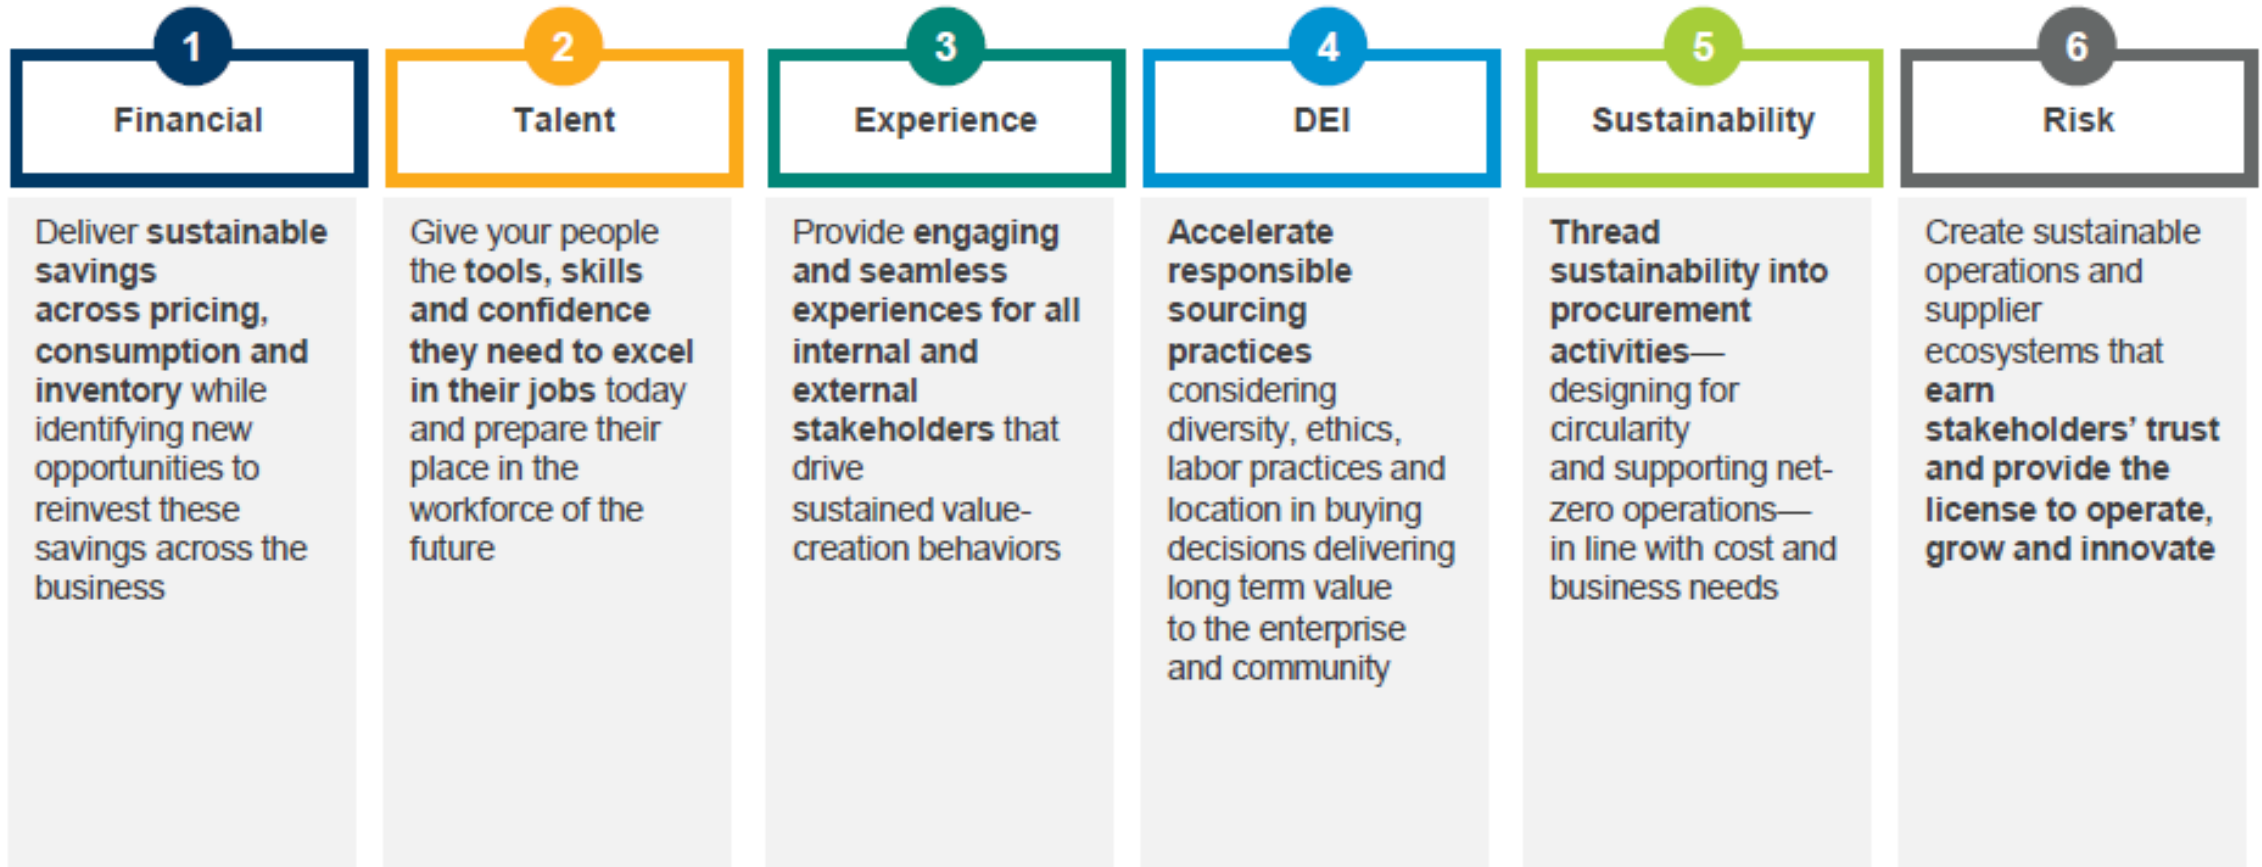 1
Financial
Deliver sustainable
savings
across pricing,
consumption and
inventory while
identifying new
opportunities to
reinvest these
savings across the
business
2
Talent
Give your people
the tools, skills
and confidence
they need to excel
in their jobs today
and prepare their
place in the
workforce of the
future
3
Experience
Provide engaging
and seamless
experiences for all
internal and
external
stakeholders that
drive
sustained value-
creation behaviors
4
DEI
Accelerate
responsible
sourcing
practices
considering
diversity, ethics,
labor practices and
location in buying
decisions delivering
long term value
to the enterprise
and community
5
Sustainability
Thread
sustainability into
procurement
activities—
designing for
circularity
and supporting net-
zero operations—
in line with cost and
business needs
6
Risk
Create sustainable
operations and
supplier
ecosystems that
earn
stakeholders’ trust
and provide the
license to operate,
grow and innovate